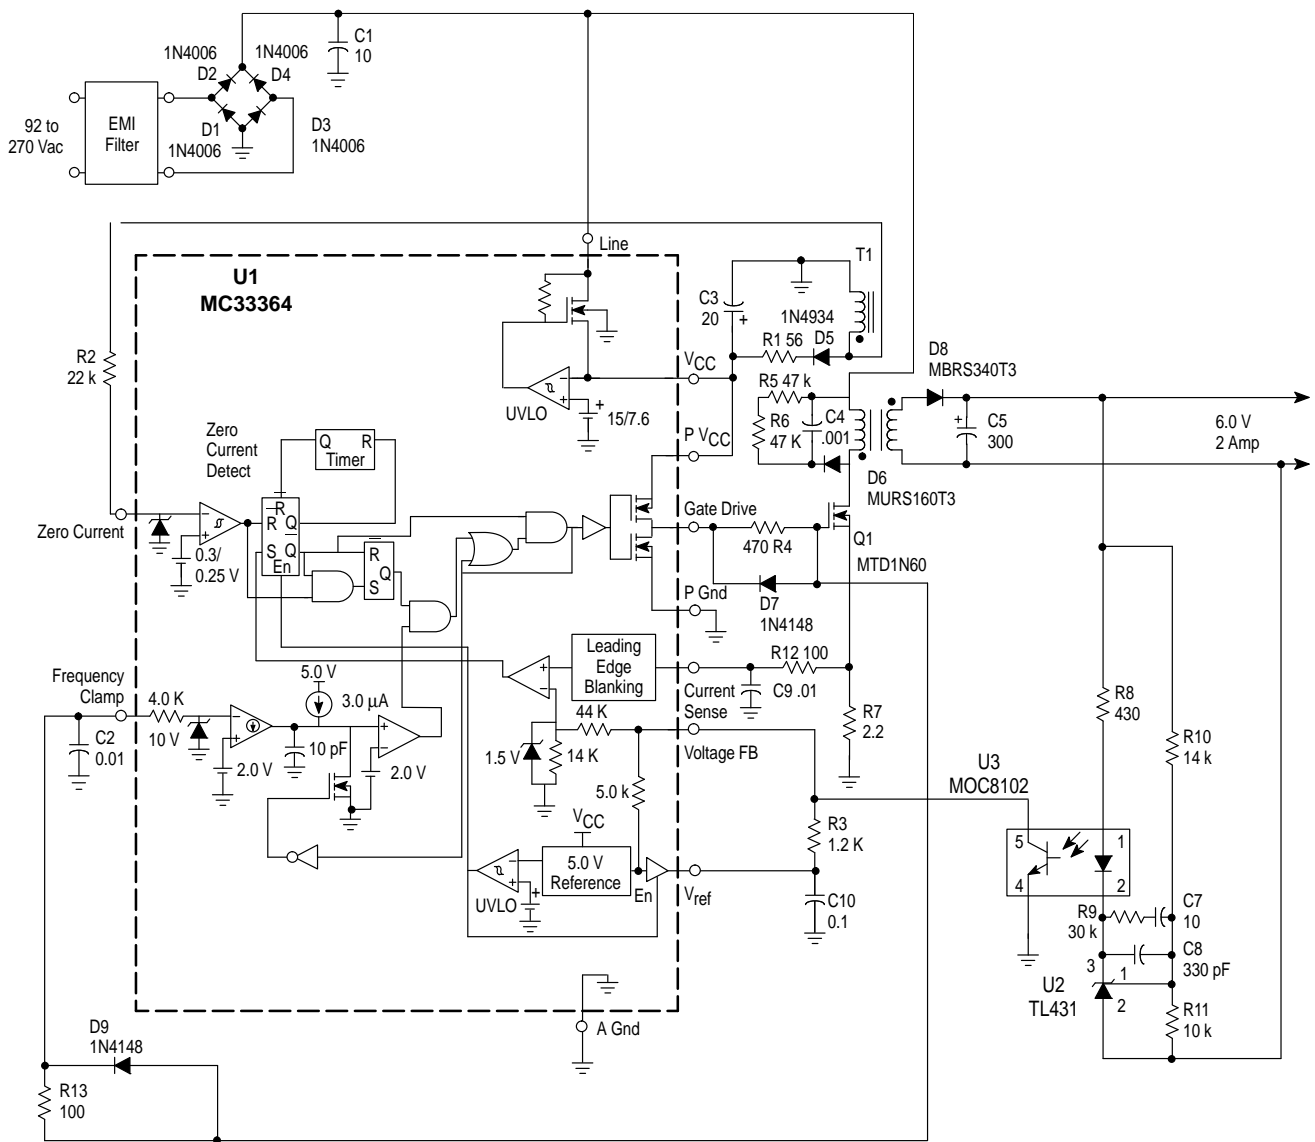 1N4006
1N4006
D2
D4
C1
10
92 to
270 Vac
EMI
Filter
D1
1N4006
D3
1N4006
Line
U1
MC33364
T1
C3
20
+
1N4934
R1 56
D5
R2
22 k
VCC
UVLO
15/7.6
+
D8
MBRS340T3
R5 47 k
R6
47 K
C4
.001
C5
300
+
6.0 V
2 Amp
D6
MURS160T3
P VCC
Zero
Current
Detect
Q
R
Timer
Zero Current
0.3/
0.25 V
R
R
Q
S
Q
En
R
Q
S
Gate Drive
470 R4
Q1
MTD1N60
D7
1N4148
P Gnd
Leading
Edge
Blanking
R12 100
C9 .01
Current
Sense
R7
2.2
Frequency
Clamp
4.0 K
5.0 V
3.0 µA
10 V
10 pF
2.0 V
2.0 V
C2
0.01
44 K
1.5 V
14 K
Voltage FB
5.0 k
R3
1.2 K
U3
MOC8102
R8
430
R10
14 k
VCC
5.0 V
Reference
UVLO
+
En
Vref
C10
0.1
5
4
1
2
R9
30 k
C7
10
C8
330 pF
3
1
2
U2
TL431
R11
10 k
A Gnd
D9
1N4148
R13
100